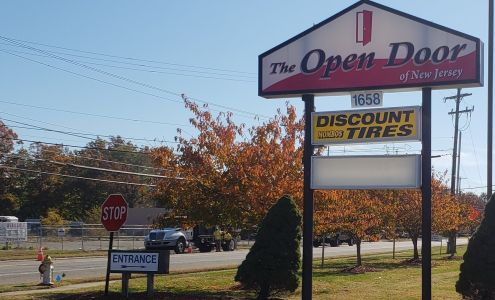 The Open Door
of New Jersey
1658
DISCOUNT
TIRES
STOP
ENTRANCE